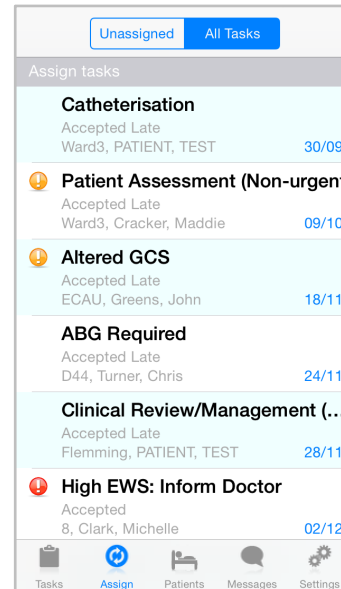 Unassigned All Tasks
Assign tasks
Catheterisation
Accepted Late
Ward3, PATIENT, TEST 30/09
Patient Assessment (Non-urgent
Accepted Late
Ward3, Cracker, Maddie 09/10
Altered GCS
Accepted Late
ECAU, Greens, John 18/11
ABG Required
Accepted Late
D44, Turner, Chris 24/11
Clinical Review/Management (...
Accepted Late
Flemming, PATIENT, TEST 28/11
High EWS: Inform Doctor
Accepted
8, Clark, Michelle 02/12
Tasks Assign Patients Messages Settings